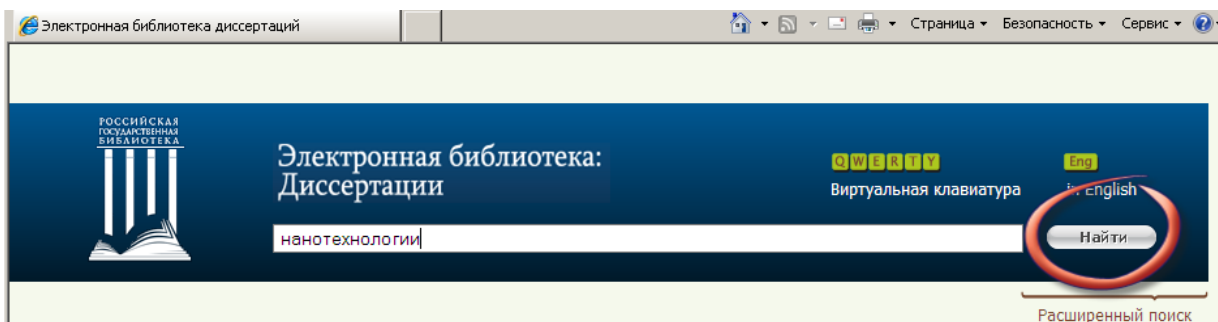 Электронная библиотека диссертаций
Страница
Безопасность
Сервис
РОССИЙСКАЯ
ГОСУДАРСТВЕННАЯ
БИБЛИОТЕКА
Электронная библиотека:
Диссертации
QWERTY
Виртуальная клавиатура
Eng
in English
нанотехнологии
Найти
Расширенный поиск